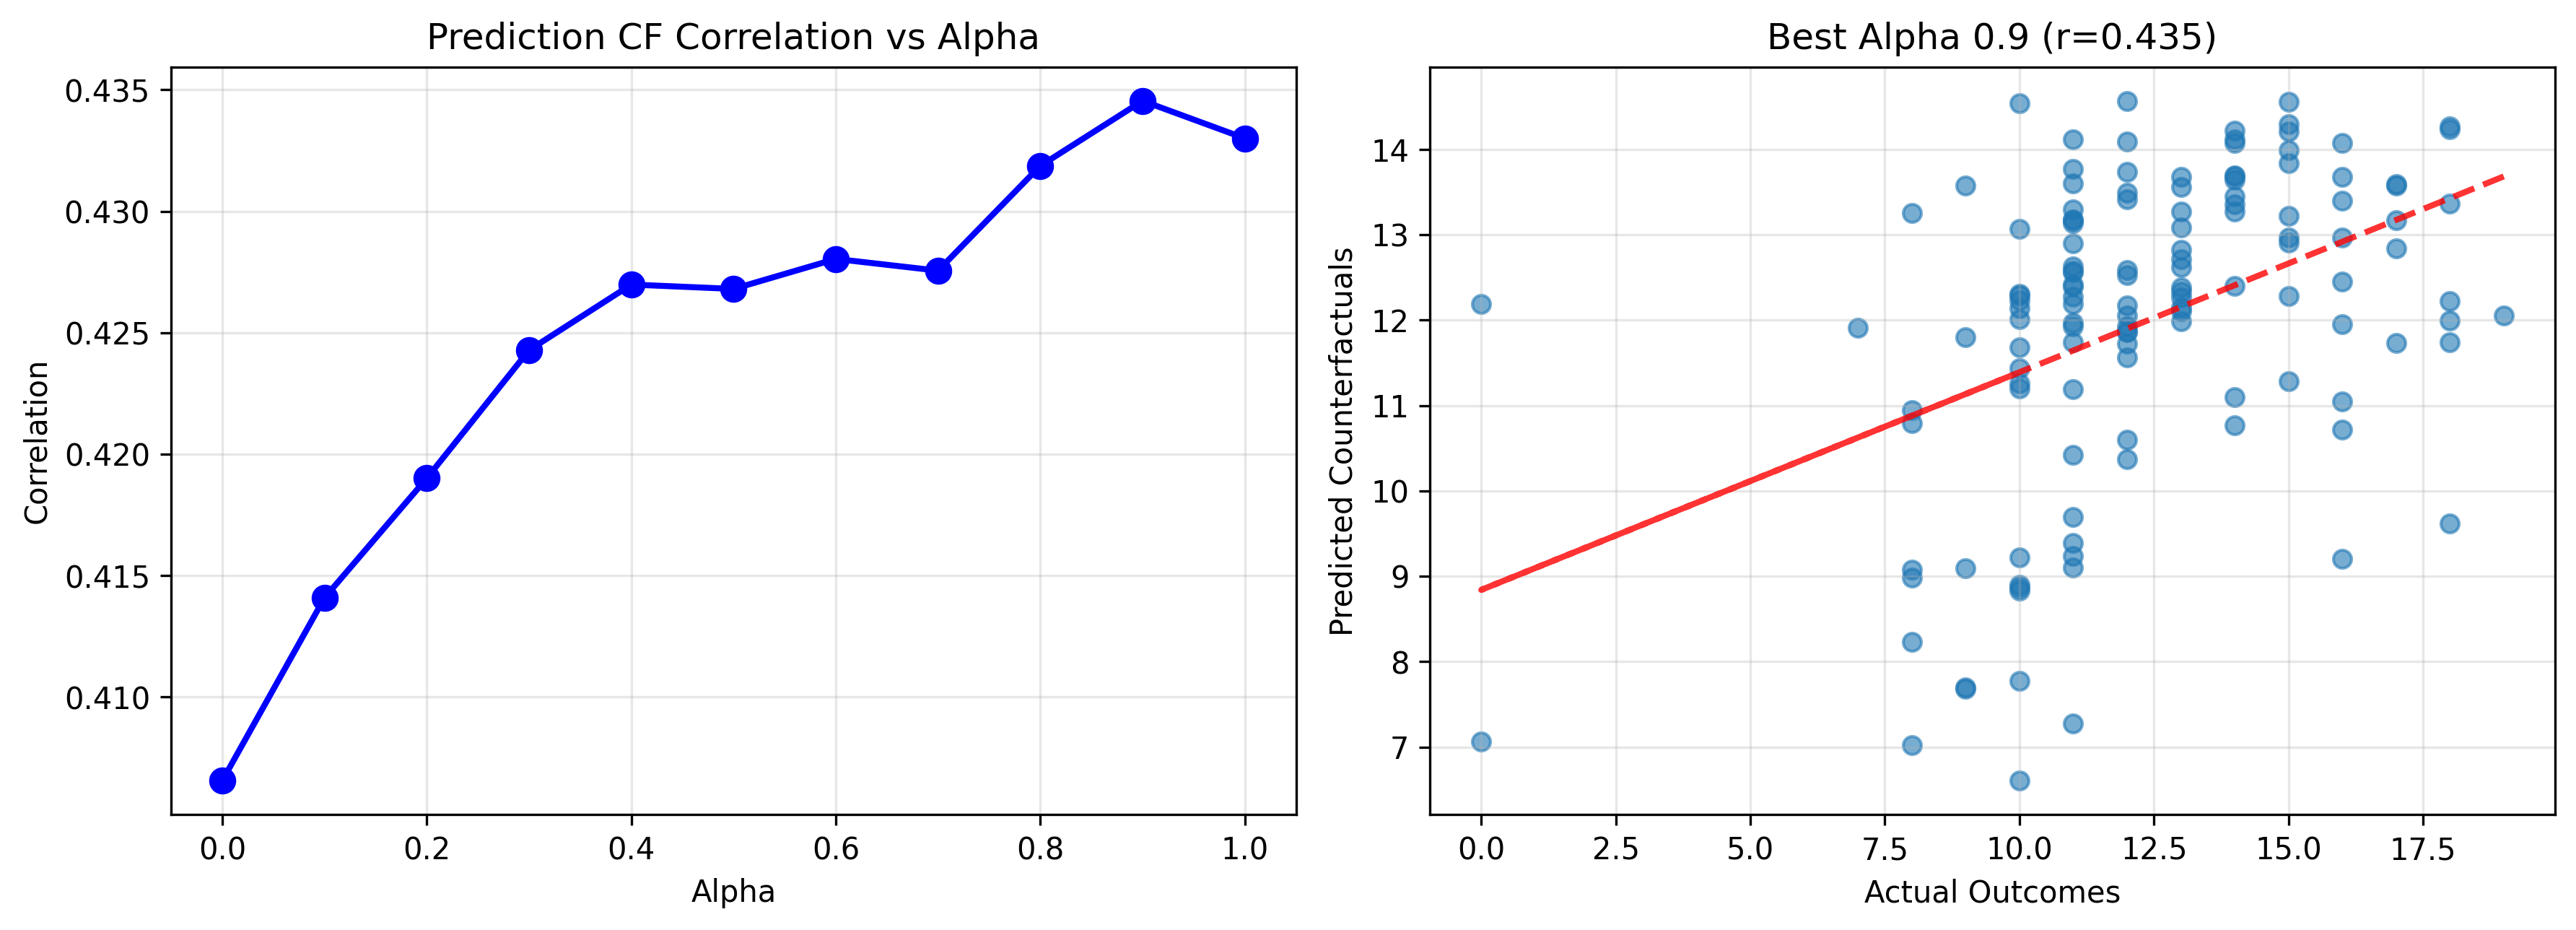 Prediction CF Correlation vs Alpha
Correlation
0.435
0.430
0.425
0.420
0.415
0.410
0.0 0.2 0.4 0.6 0.8 1.0
Alpha
Best Alpha 0.9 (r=0.435)
Predicted Counterfactuals
14
13
12
11
10
9
8
7
0.0 2.5 5.0 7.5 10.0 12.5 15.0 17.5
Actual Outcomes